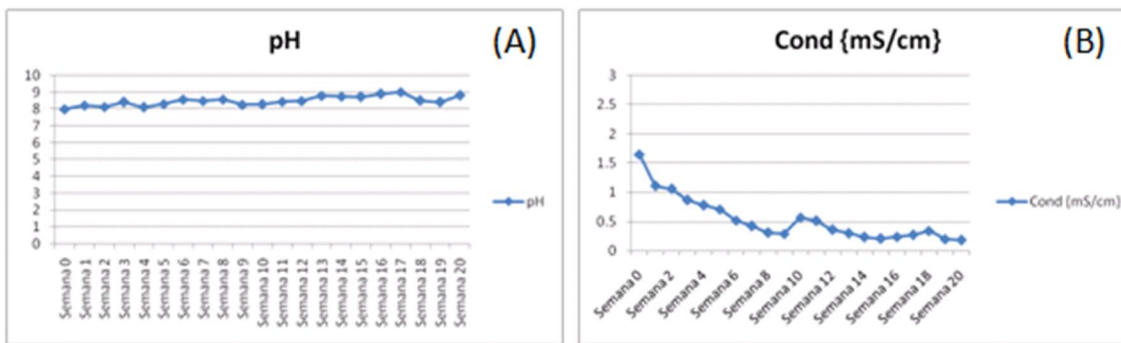 pH
(A)
10
9
8
7
6
5
4
3
2
1
0
pH
Semana 0
Semana 1
Semana 2
Semana 3
Semana 4
Semana 5
Semana 6
Semana 7
Semana 8
Semana 9
Semana 10
Semana 11
Semana 12
Semana 13
Semana 14
Semana 15
Semana 16
Semana 17
Semana 18
Semana 19
Semana 20
Cond {mS/cm}
(B)
3
2.5
2
1.5
1
0.5
0
Cond {mS/cm}
Semana 0
Semana 2
Semana 4
Semana 6
Semana 8
Semana 10
Semana 12
Semana 14
Semana 16
Semana 18
Semana 20